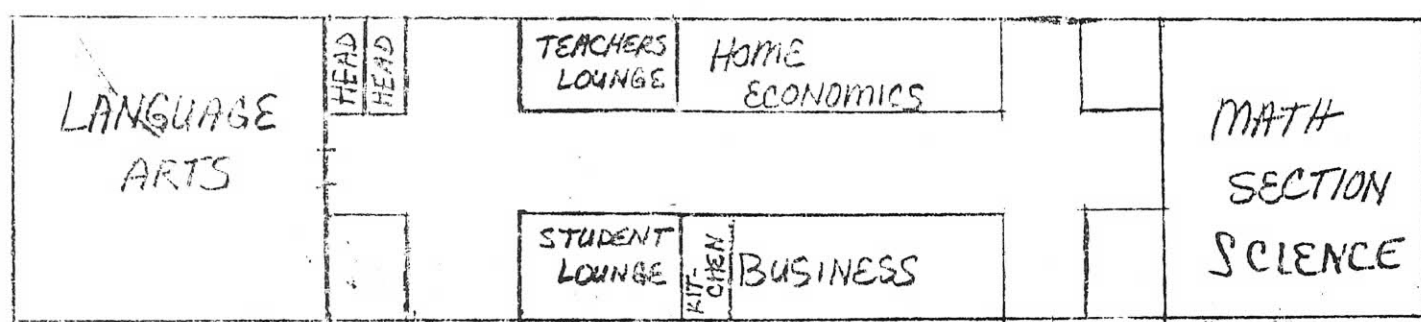 LANGUAGE
ARTS
HEAD
HEAD
TEACHERS
LOUNGE
HOME
ECONOMICS
STUDENT
LOUNGE
KIT-
CHEN
BUSINESS
MATH
SECTION
SCIENCE